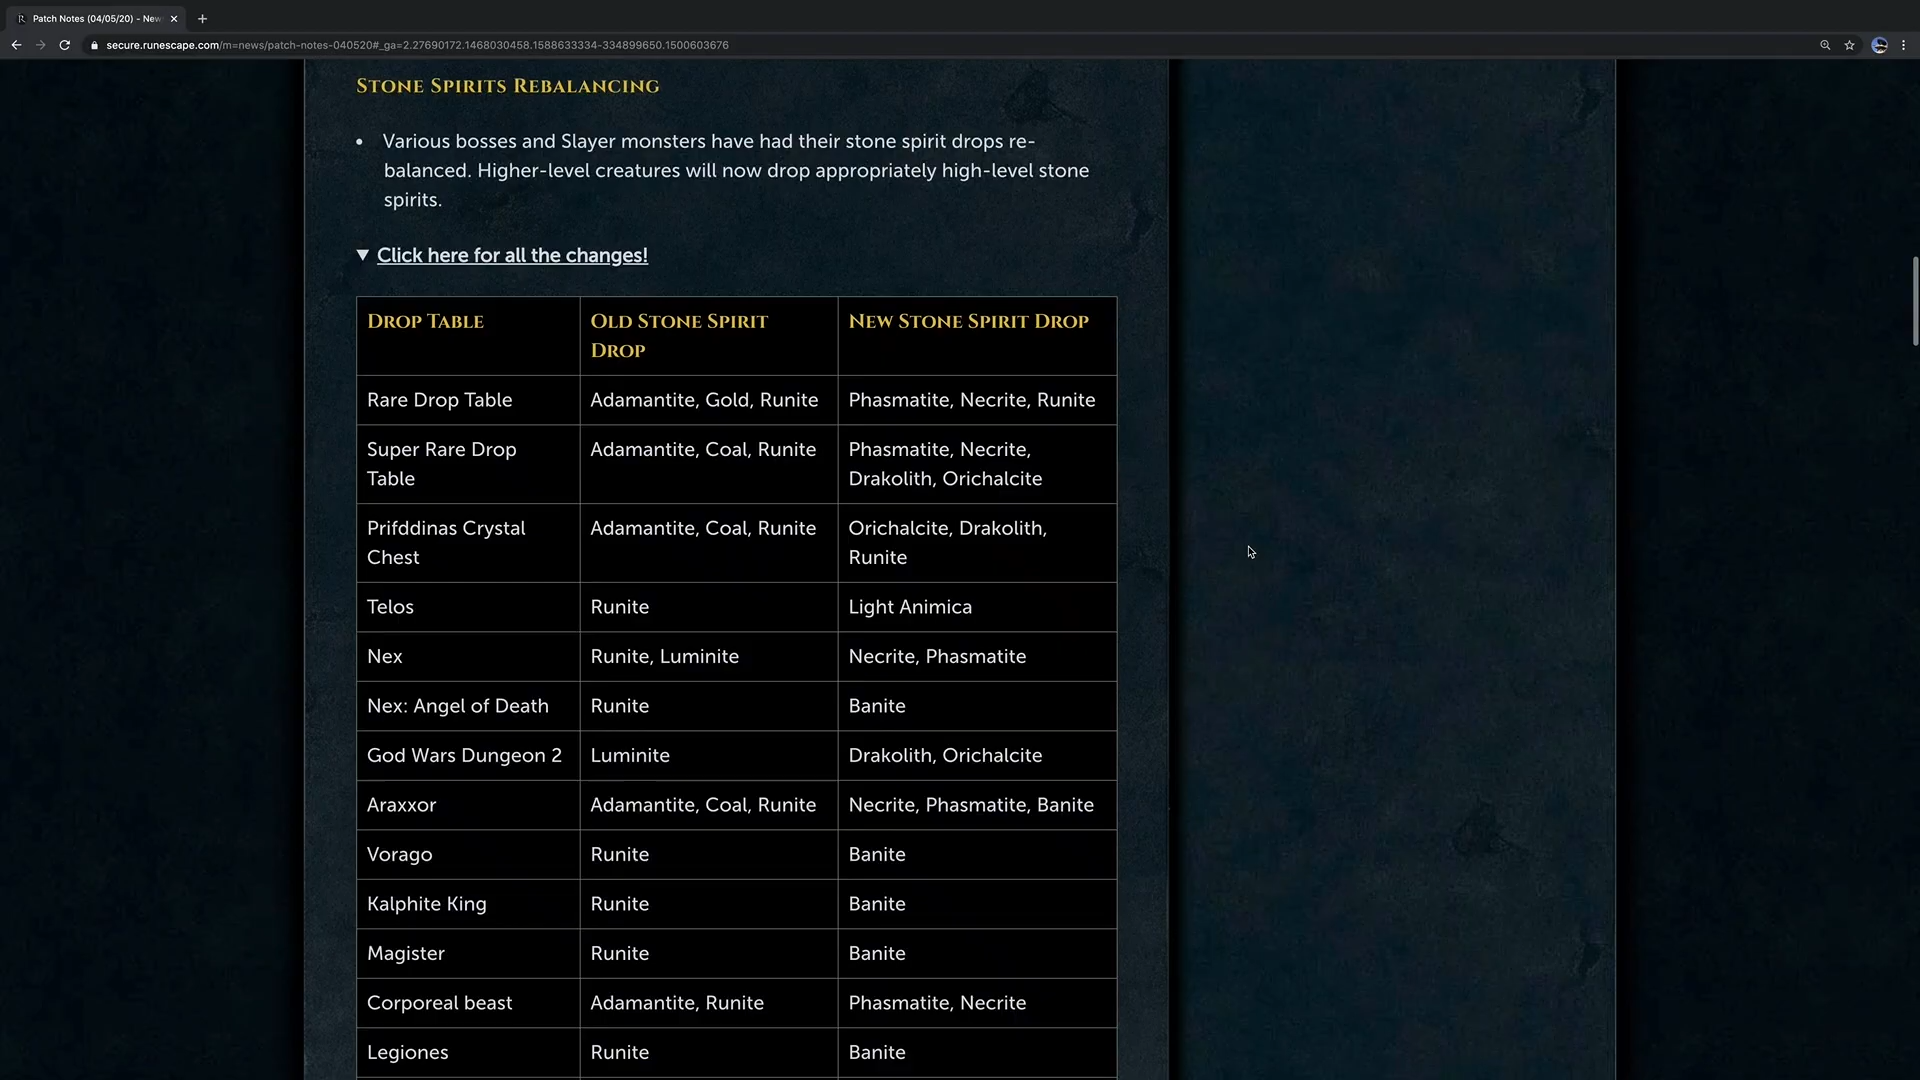 Patch Notes (04/05/20) - New
secure.runescape.com/m=news/patch-notes-040520#_ga=2.27690172.1468030458.1588633334-334899650.1500603676
Stone Spirits Rebalancing
• Various bosses and Slayer monsters have had their stone spirit drops re-
balanced. Higher-level creatures will now drop appropriately high-level stone
spirits.
▼ Click here for all the changes!
Drop Table Old Stone Spirit New Stone Spirit Drop
Drop
Rare Drop Table Adamantite, Gold, Runite Phasmatite, Necrite, Runite
Super Rare Drop Adamantite, Coal, Runite Phasmatite, Necrite,
Table Drakolith, Orichalcite
Prifddinas Crystal Adamantite, Coal, Runite Orichalcite, Drakolith,
Chest Runite
Telos Runite Light Animica
Nex Runite, Luminite Necrite, Phasmatite
Nex: Angel of Death Runite Banite
God Wars Dungeon 2 Luminite Drakolith, Orichalcite
Araxxor Adamantite, Coal, Runite Necrite, Phasmatite, Banite
Vorago Runite Banite
Kalphite King Runite Banite
Magister Runite Banite
Corporeal beast Adamantite, Runite Phasmatite, Necrite
Legiones Runite Banite